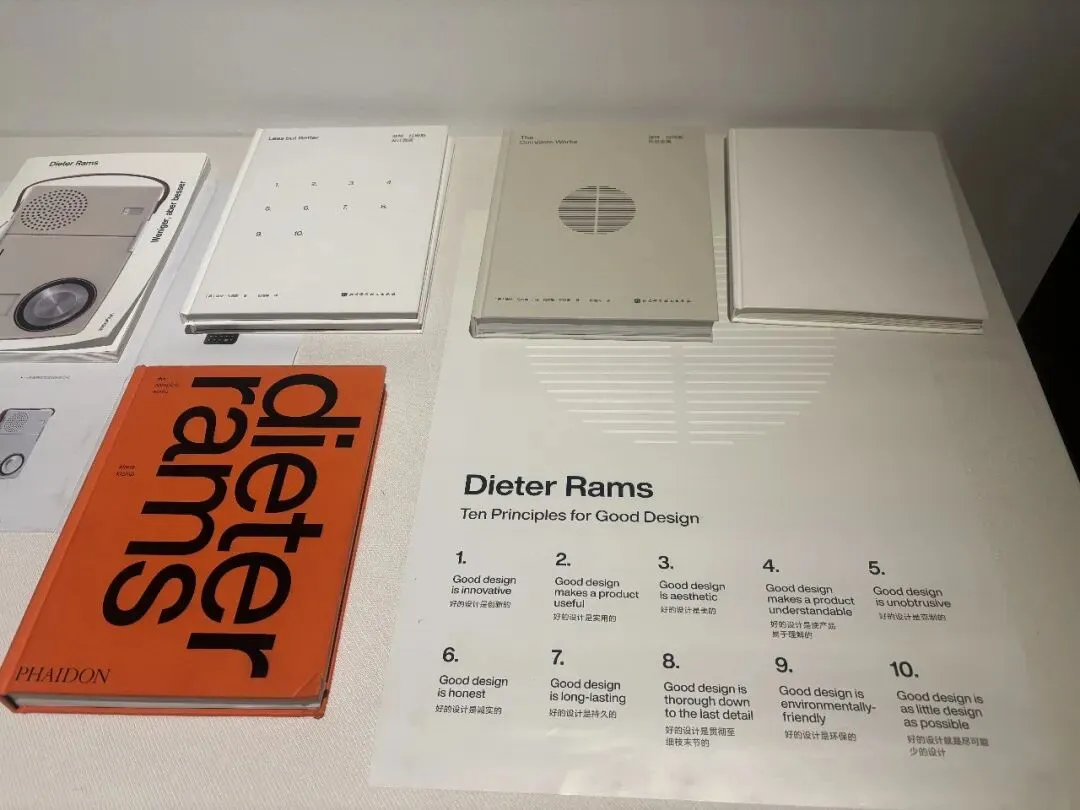 Dieter Rams
Weniger, aber besser
Less but Better
1. 2. 3. 4.
5. 6. 7. 8.
9. 10.
The
Complete Works
dieter
rams
PHAIDON
Dieter Rams
Ten Principles for Good Design
1.
Good design
is innovative
好的设计是创新的
2.
Good design
makes a product
useful
好的设计是实用的
3.
Good design
is aesthetic
好的设计是美的
4.
Good design
makes a product
understandable
好的设计是使产品
易于理解的
5.
Good design
is unobtrusive
好的设计是克制的
6.
Good design
is honest
好的设计是诚实的
7.
Good design
is long-lasting
好的设计是持久的
8.
Good design is
thorough down
to the last detail
好的设计是贯彻至
细枝末节的
9.
Good design is
environmentally-
friendly
好的设计是环保的
10.
Good design is
as little design
as possible
好的设计就是尽可能
少的设计